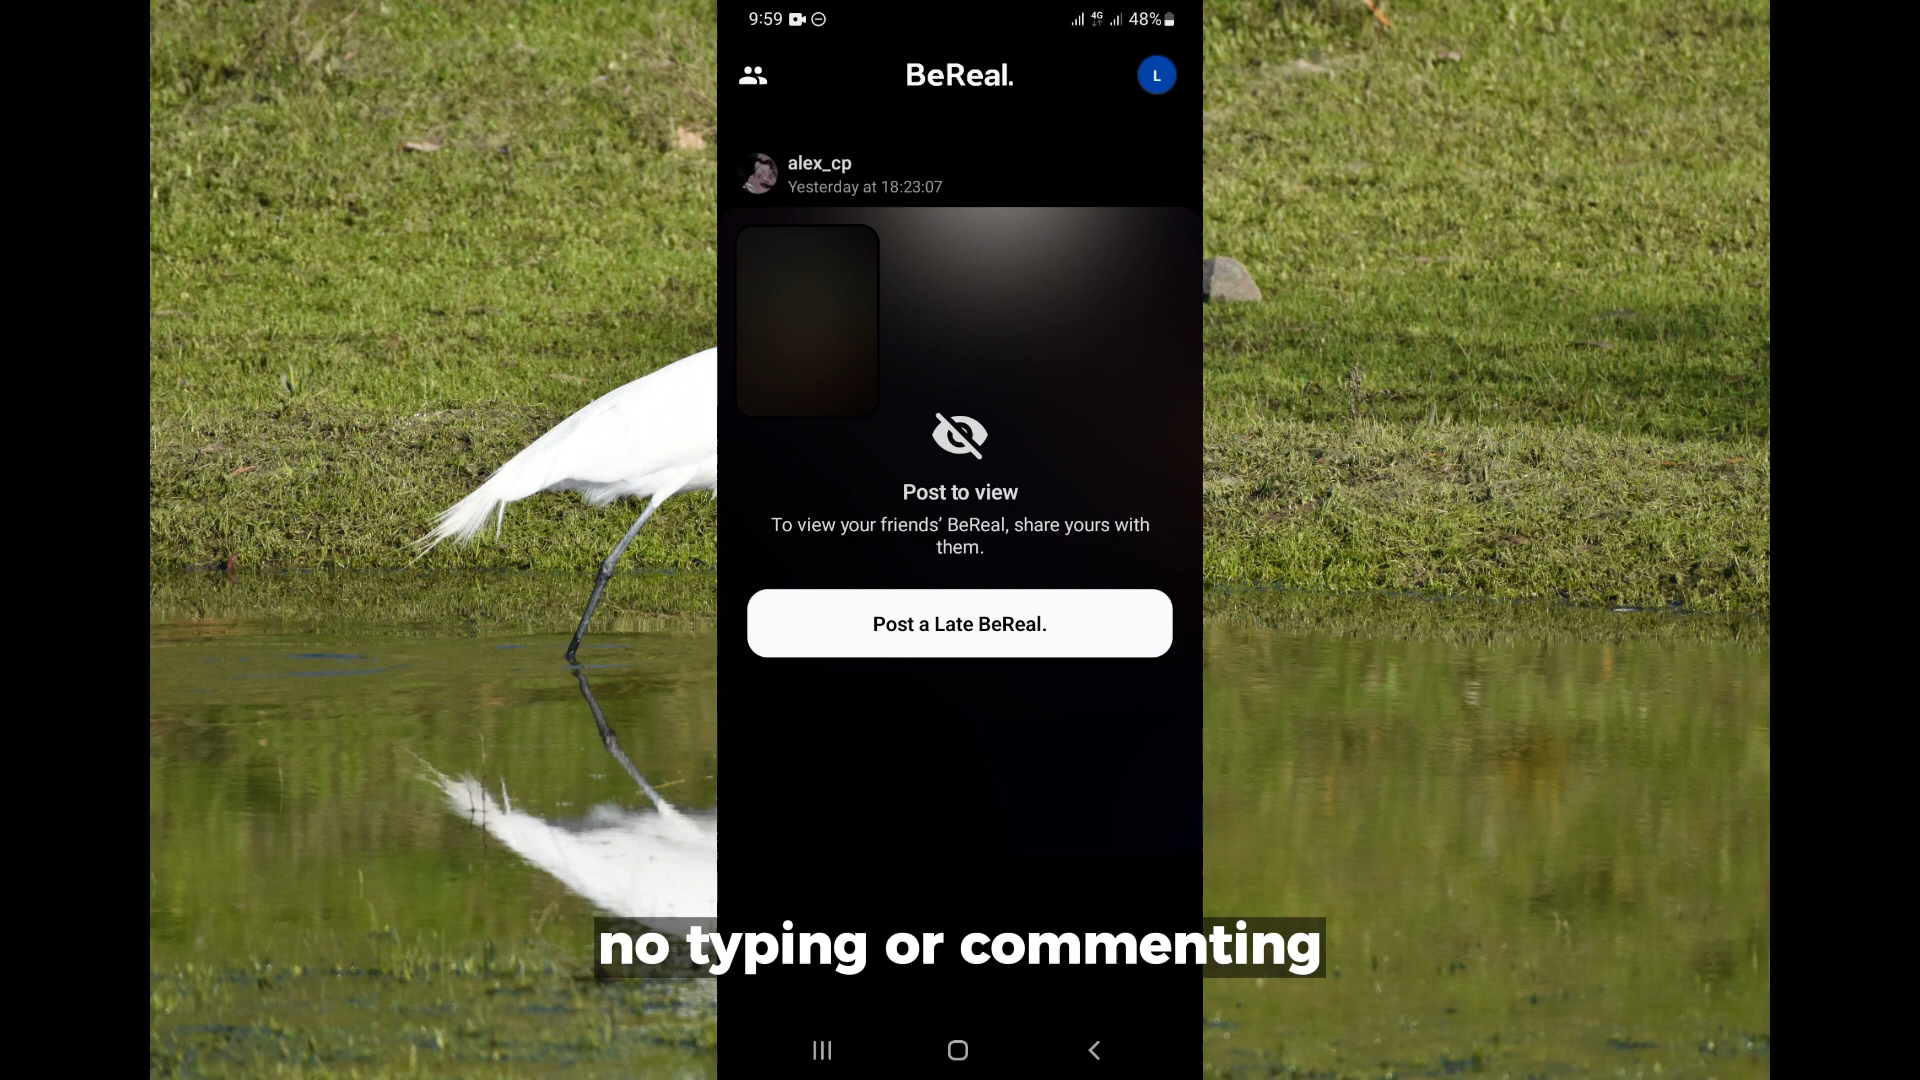 9:59
4G
48%
BeReal.
L
alex_cp
Yesterday at 18:23:07
Post to view
To view your friends’ BeReal, share yours with
them.
Post a Late BeReal.
no typing or commenting